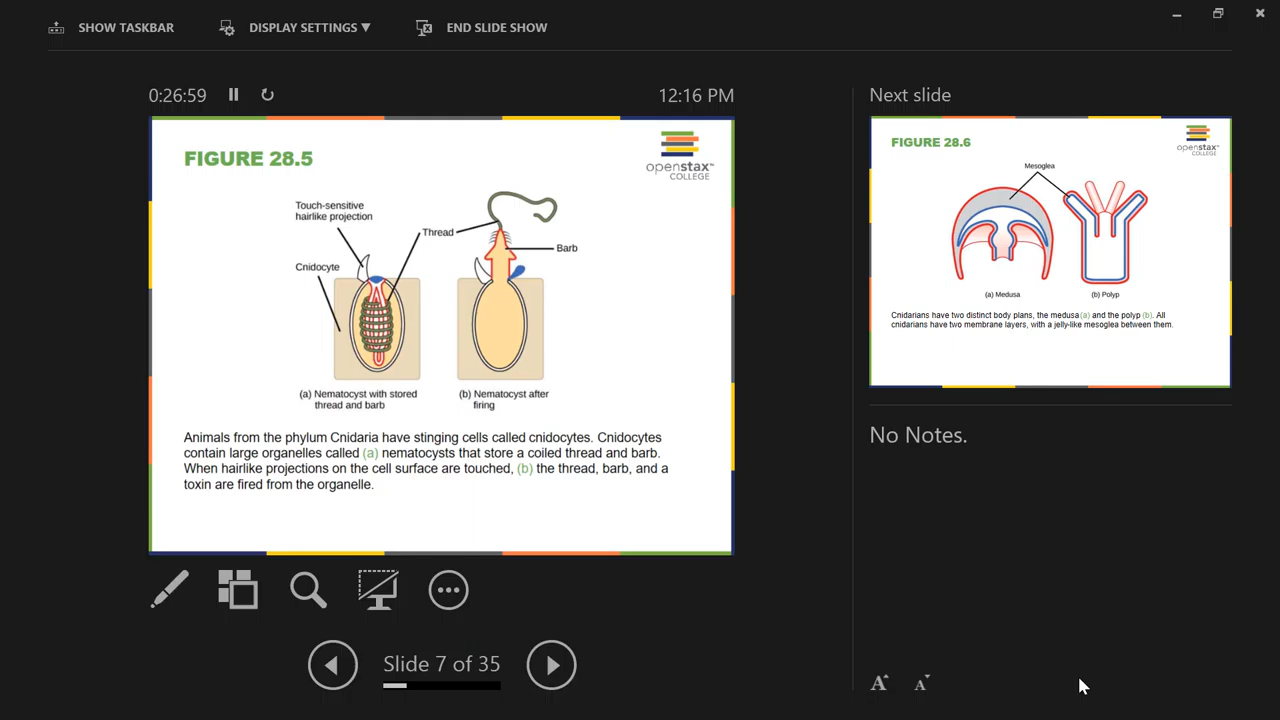 SHOW TASKBAR
DISPLAY SETTINGS ▼
END SLIDE SHOW
0:26:59
12:16 PM
FIGURE 28.5
openstax™
COLLEGE
Touch-sensitive
hairlike projection
Thread
Barb
Cnidocyte
(a) Nematocyst with stored
thread and barb
(b) Nematocyst after
firing
Animals from the phylum Cnidaria have stinging cells called cnidocytes. Cnidocytes
contain large organelles called (a) nematocysts that store a coiled thread and barb.
When hairlike projections on the cell surface are touched, (b) the thread, barb, and a
toxin are fired from the organelle.
Slide 7 of 35
Next slide
FIGURE 28.6
openstax™
COLLEGE
Mesoglea
(a) Medusa
(b) Polyp
Cnidarians have two distinct body plans, the medusa (a) and the polyp (b). All
cnidarians have two membrane layers, with a jelly-like mesoglea between them.
No Notes.
A A